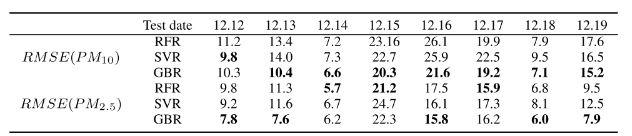 Test date 12.12 12.13 12.14 12.15 12.16 12.17 12.18 12.19
RFR 11.2 13.4 7.2 23.16 26.1 19.9 7.9 17.6
RMSE(PM10) SVR 9.8 14.0 7.3 22.7 25.9 22.5 9.5 16.5
GBR 10.3 10.4 6.6 20.3 21.6 19.2 7.1 15.2
RFR 9.8 11.3 5.7 21.2 17.5 15.9 6.8 9.5
RMSE(PM2.5) SVR 9.2 11.6 6.7 24.7 16.1 17.3 8.1 12.5
GBR 7.8 7.6 6.2 22.3 15.8 16.2 6.0 7.9